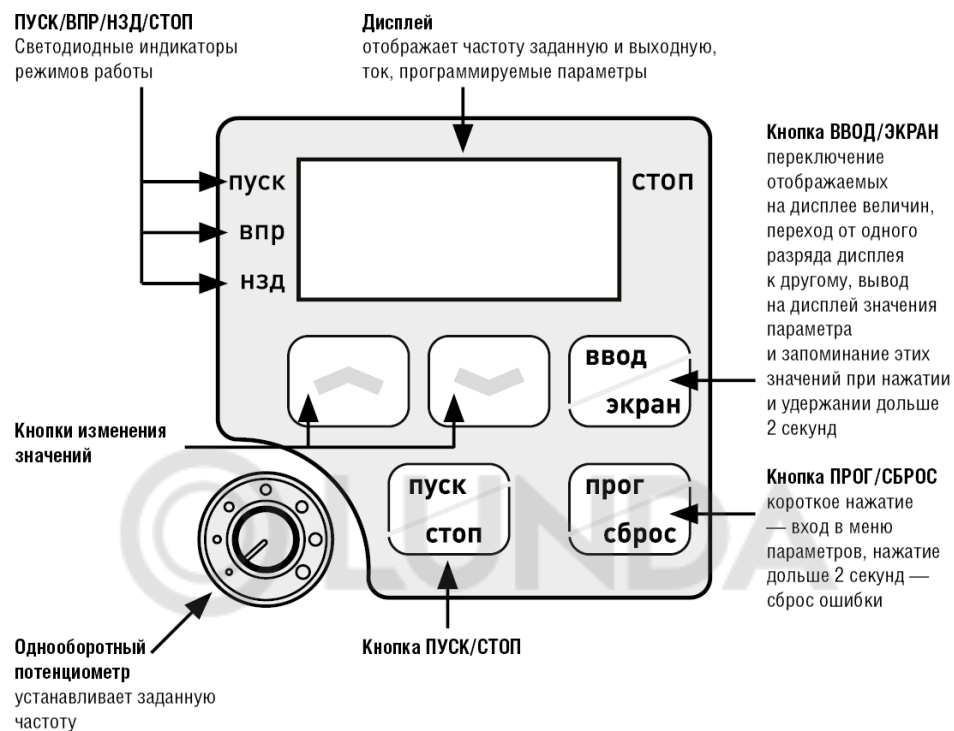 ПУСК/ВПР/НЗД/СТОП
Светодиодные индикаторы
режимов работы
Дисплей
отображает частоту заданную и выходную,
ток, программируемые параметры
Кнопка ВВОД/ЭКРАН
переключение
отображаемых
на дисплее величин,
переход от одного
разряда дисплея
к другому, вывод
на дисплей значения
параметра
и запоминание этих
значений при нажатии
и удержании дольше
2 секунд
пуск
стоп
впр
нзд
ввод
экран
Кнопки изменения
значений
пуск
стоп
прог
сброс
Кнопка ПРОГ/СБРОС
короткое нажатие
— вход в меню
параметров, нажатие
дольше 2 секунд —
сброс ошибки
LUNDA
Однооборотный
потенциометр
устанавливает заданную
частоту
Кнопка ПУСК/СТОП